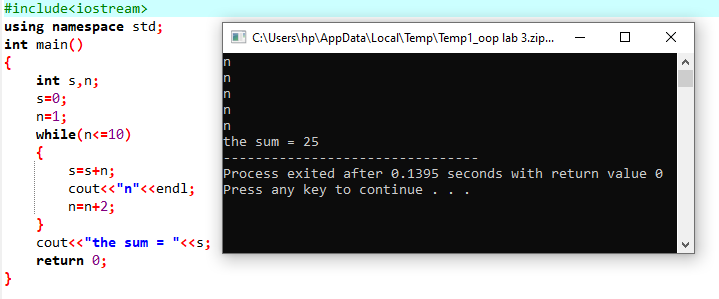 #include<iostream>
using namespace std;
int main()
{
int s,n;
s=0;
n=1;
while(n<=10)
{
s=s+n;
cout<<"n"<<endl;
n=n+2;
}
cout<<"the sum = "<<s;
return 0;
}
C:\Users\hp\AppData\Local\Temp\Temp1_oop lab 3.zip...
n
n
n
n
n
the sum = 25
--------------------------------
Process exited after 0.1395 seconds with return value 0
Press any key to continue . . .